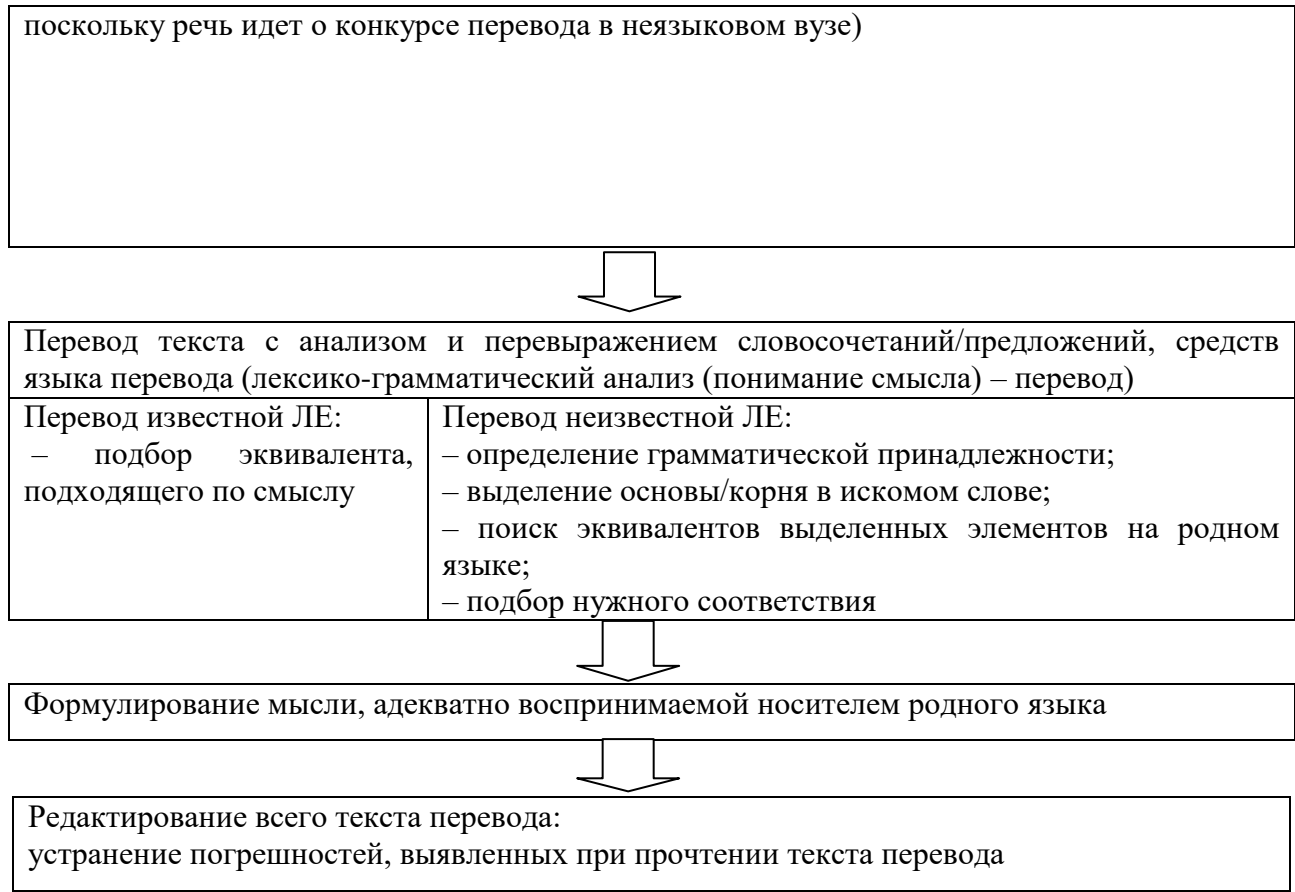 поскольку речь идет о конкурсе перевода в неязыковом вузе)
Перевод текста с анализом и перевыражением словосочетаний/предложений, средств
языка перевода (лексико-грамматический анализ (понимание смысла) – перевод)
Перевод известной ЛЕ:
– подбор эквивалента,
подходящего по смыслу
Перевод неизвестной ЛЕ:
– определение грамматической принадлежности;
– выделение основы/корня в искомом слове;
– поиск эквивалентов выделенных элементов на родном
языке;
– подбор нужного соответствия
Формулирование мысли, адекватно воспринимаемой носителем родного языка
Редактирование всего текста перевода:
устранение погрешностей, выявленных при прочтении текста перевода